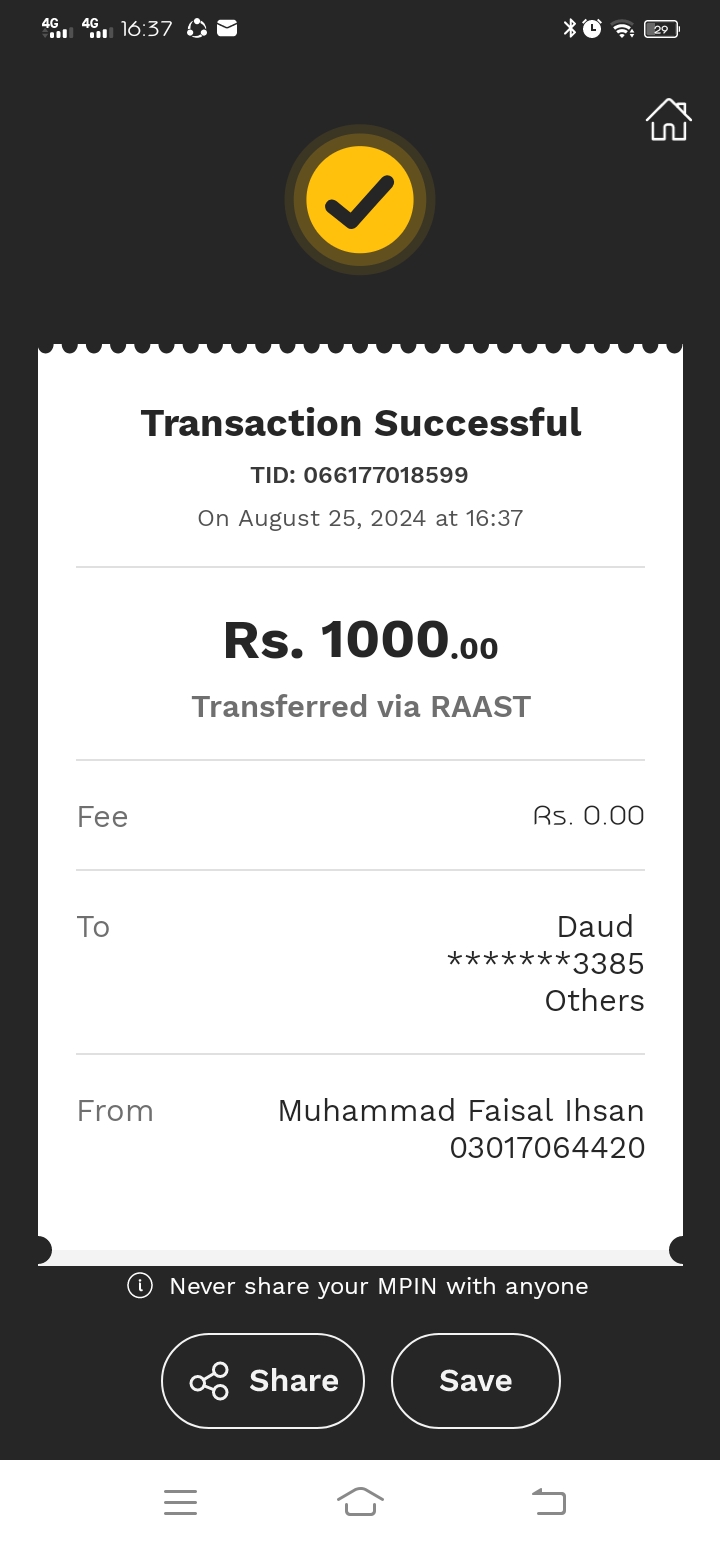 4G 4G 16:37 29
Transaction Successful
TID: 066177018599
On August 25, 2024 at 16:37
Rs. 1000.00
Transferred via RAAST
Fee Rs. 0.00
To Daud
*******3385
Others
From Muhammad Faisal Ihsan
03017064420
Never share your MPIN with anyone
Share Save